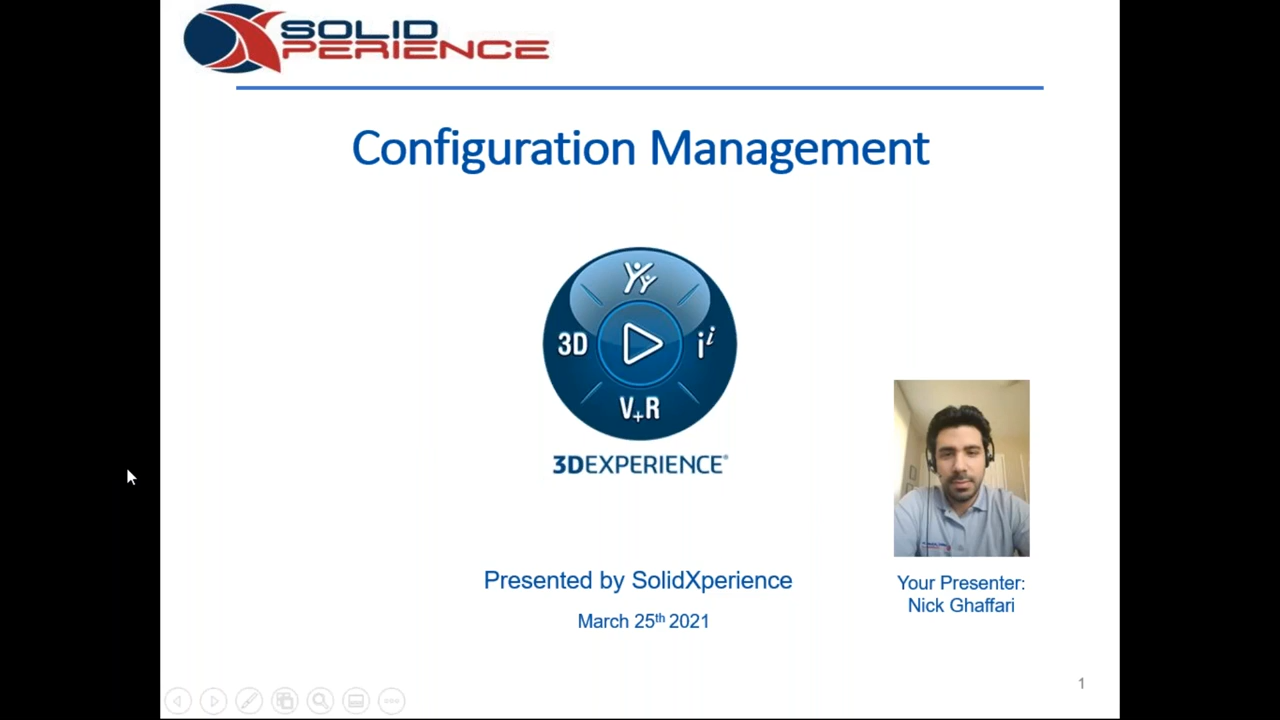 SOLID
XPERIENCE
Configuration Management
3D
i i
V+R
3DEXPERIENCE®
Presented by SolidXperience
March 25th 2021
Your Presenter:
Nick Ghaffari
1